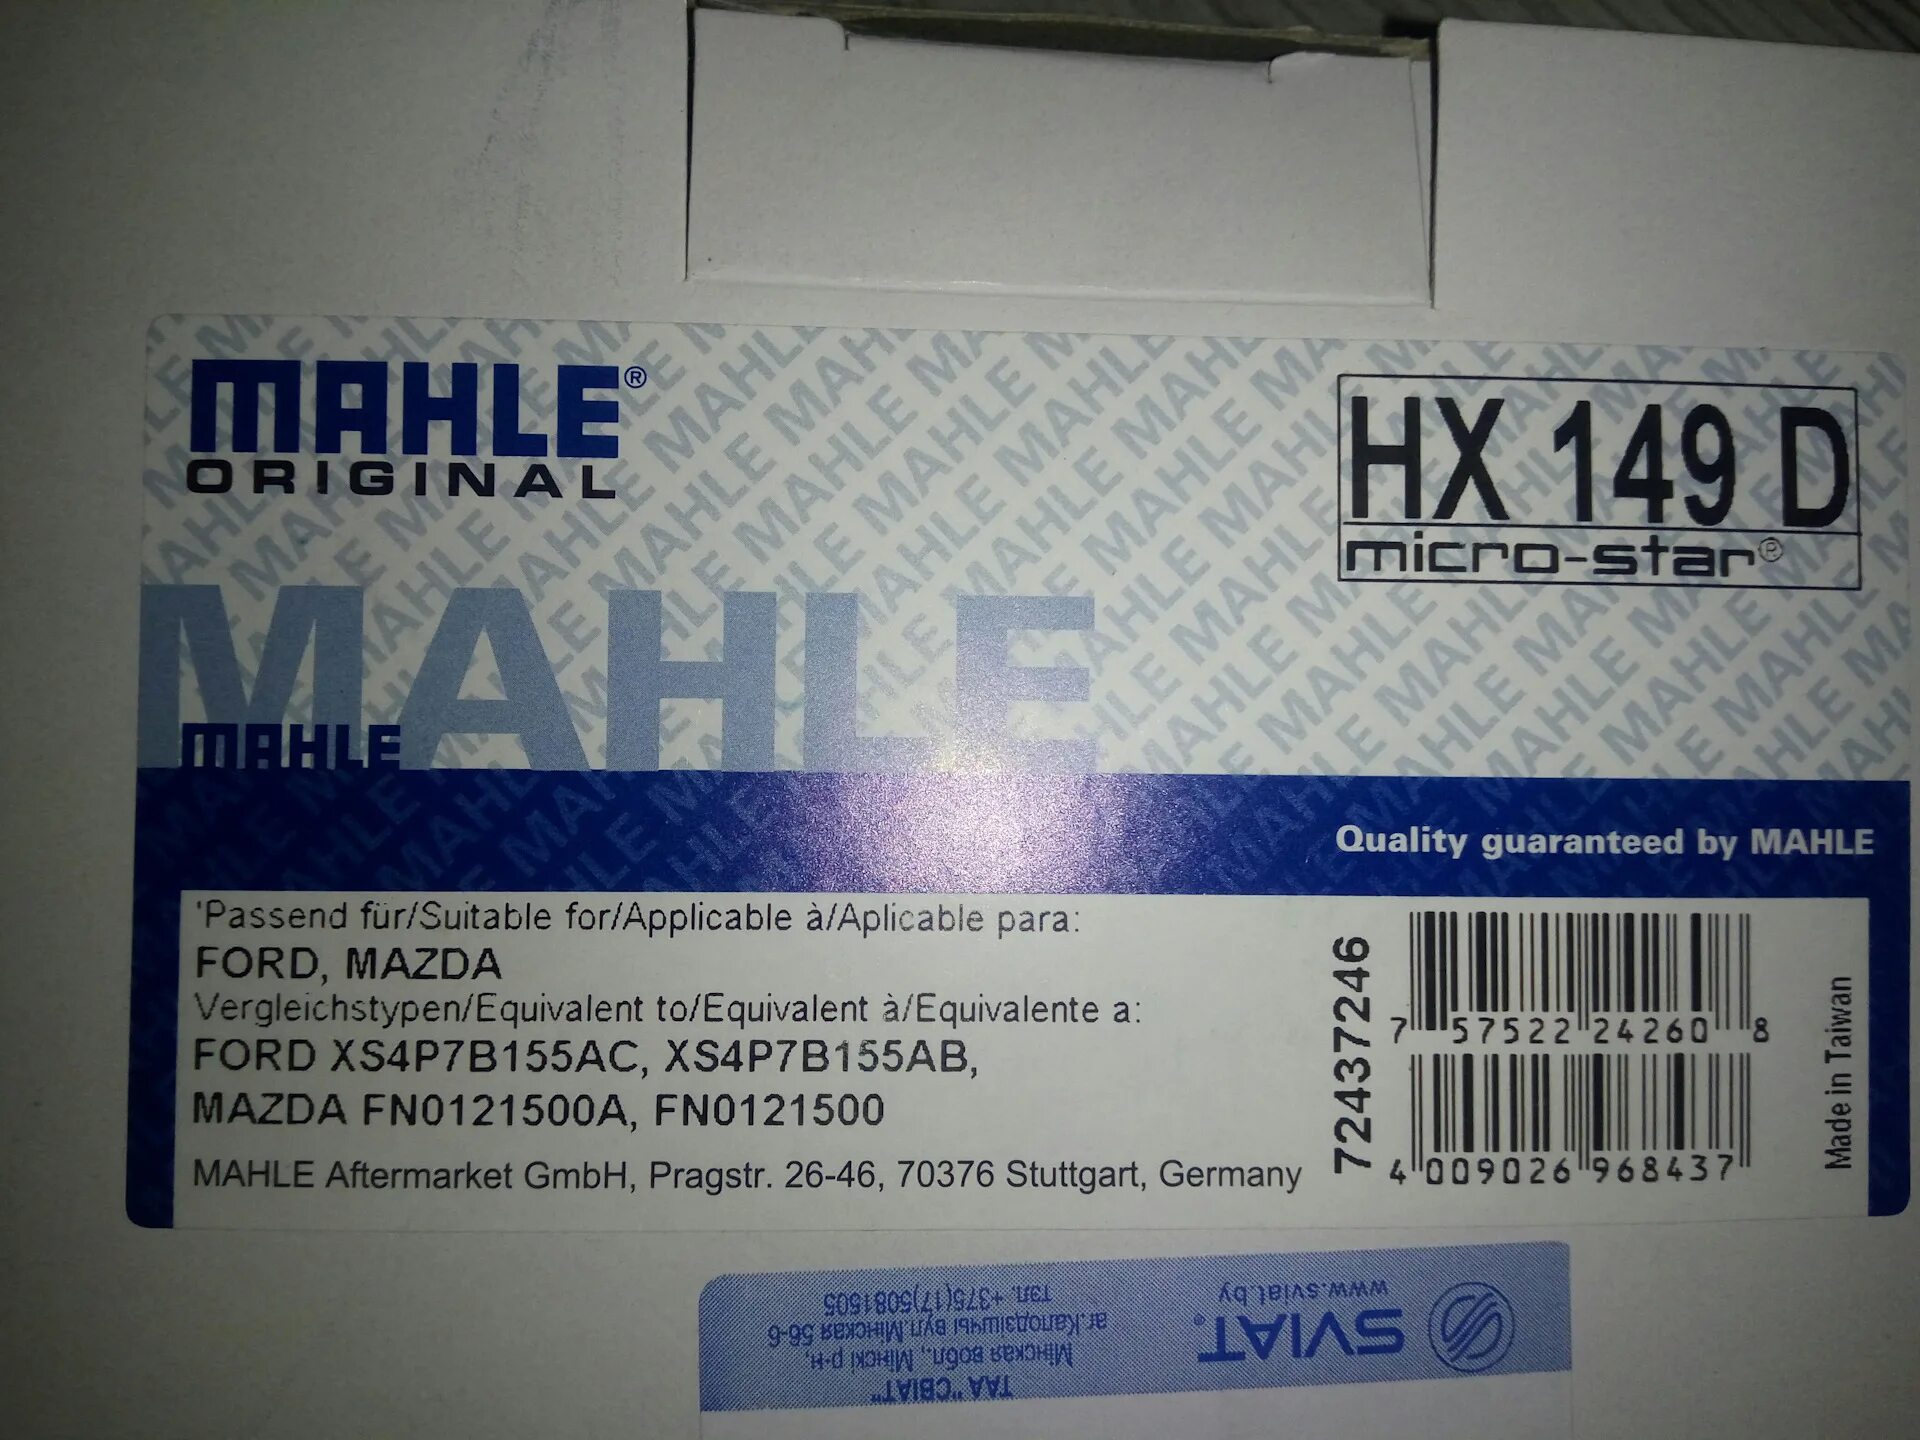 MAHLE®
ORIGINAL
HX 149 D
micro-star®
MAHLE
MAHLE
Quality guaranteed by MAHLE
'Passend für/Suitable for/Applicable à/Aplicable para:
FORD, MAZDA
Vergleichstypen/Equivalent to/Equivalent à/Equivalente a:
FORD XS4P7B155AC, XS4P7B155AB,
MAZDA FN0121500A, FN0121500
MAHLE Aftermarket GmbH, Pragstr. 26-46, 70376 Stuttgart, Germany
72437246
7 57522 24260 8
4 009026 968437
Made in Taiwan
SVIAT®
www.sviat.by
ТАА "СВІАТ"
Мінская вобл., Мінскі р-н,
аг.Калодзішчы вул.Мінская 56-6
тэл. +375(17)5081505